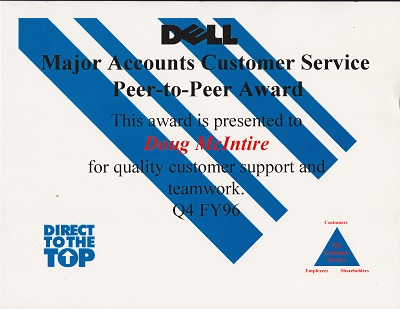 DELL
Major Accounts Customer Service
Peer-to-Peer Award
This award is presented to
Doug McIntire
for quality customer support and
teamwork.
Q4 FY96
DIRECT
TO THE
TOP
Customers
Employees Shareholders